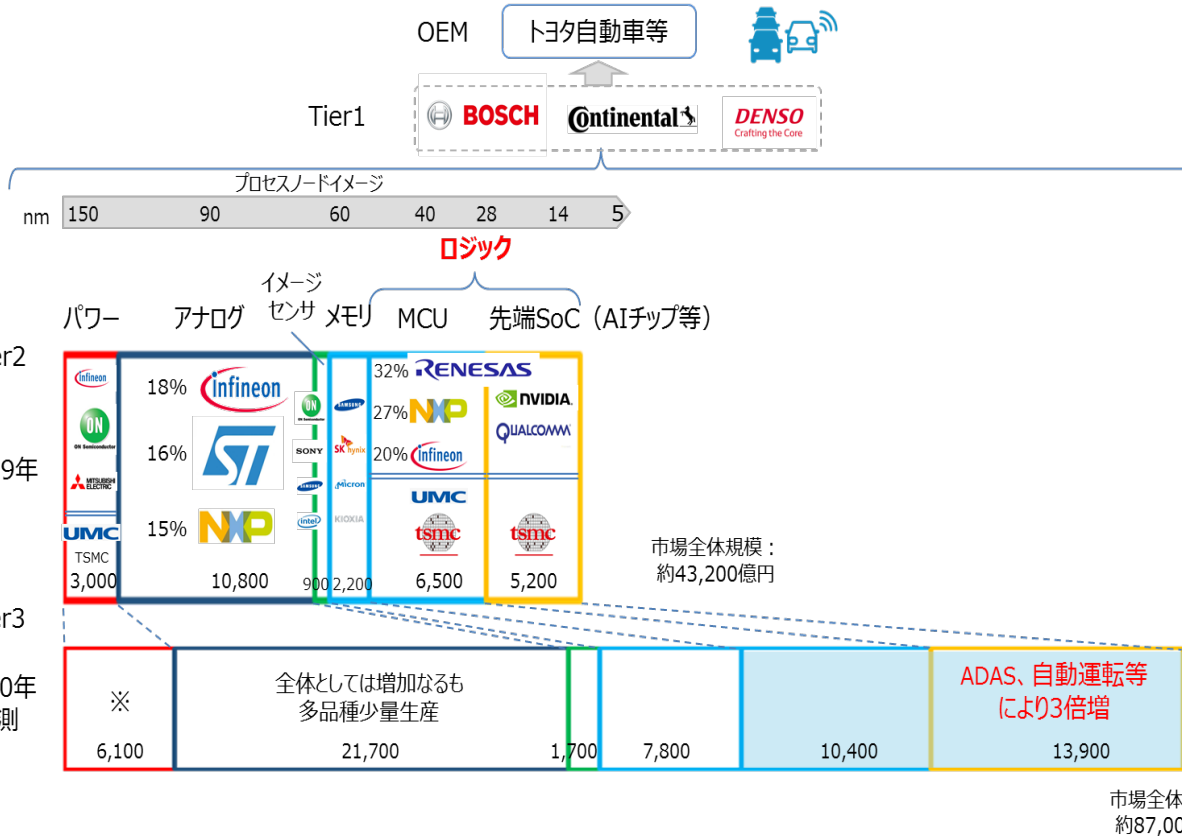 OEM
トヨタ自動車等
Tier1
BOSCH
Continental
DENSO
Crafting the Core
プロセスノードイメージ
nm 150 90 60 40 28 14 5
ロジック
イメージ
センサ
パワー アナログ メモリ MCU 先端SoC（AIチップ等）
er2
infineon
ON
ON Semiconductor
MITSUBISHI
ELECTRIC
UMC
TSMC
3,000
18% infineon
16% ST
15% NXP
10,800
ON
ON Semiconductor
SONY
SAMSUNG
intel
900
SAMSUNG
SK hynix
Micron
KIOXIA
2,200
32% RENESAS
27% NXP
20% infineon
UMC
tsmc
6,500
NVIDIA.
QUALCOMM
tsmc
5,200
9年
市場全体規模：
約43,200億円
er3
0年
測
※
6,100
全体としては増加なるも
多品種少量生産
21,700
1,700
7,800
10,400
ADAS、自動運転等
により3倍増
13,900
市場全体
約87,00